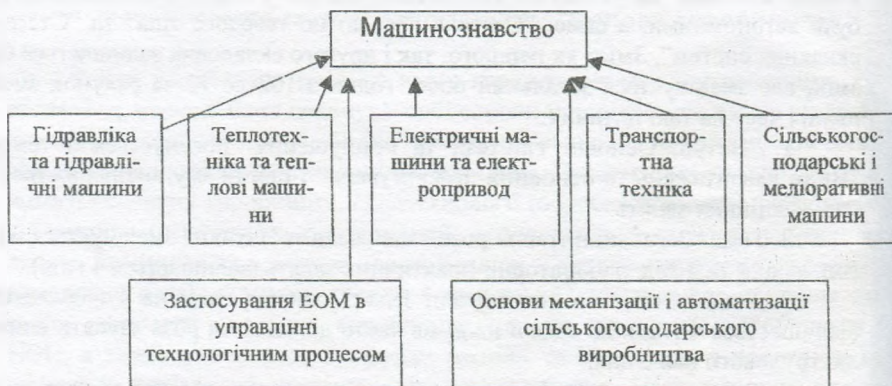 Машинознавство
Гідравліка
та гідравлі-
чні машини
Теплотех-
ніка та теп-
лові маши-
ни
Електричні ма-
шини та елект-
ропривод
Транспор-
тна
техніка
Сільськогос-
подарські і
меліоративні
машини
Застосування ЕОМ в
управлінні
технологічним процесом
Основи механізації і автоматизації
сільськогосподарського
виробництва